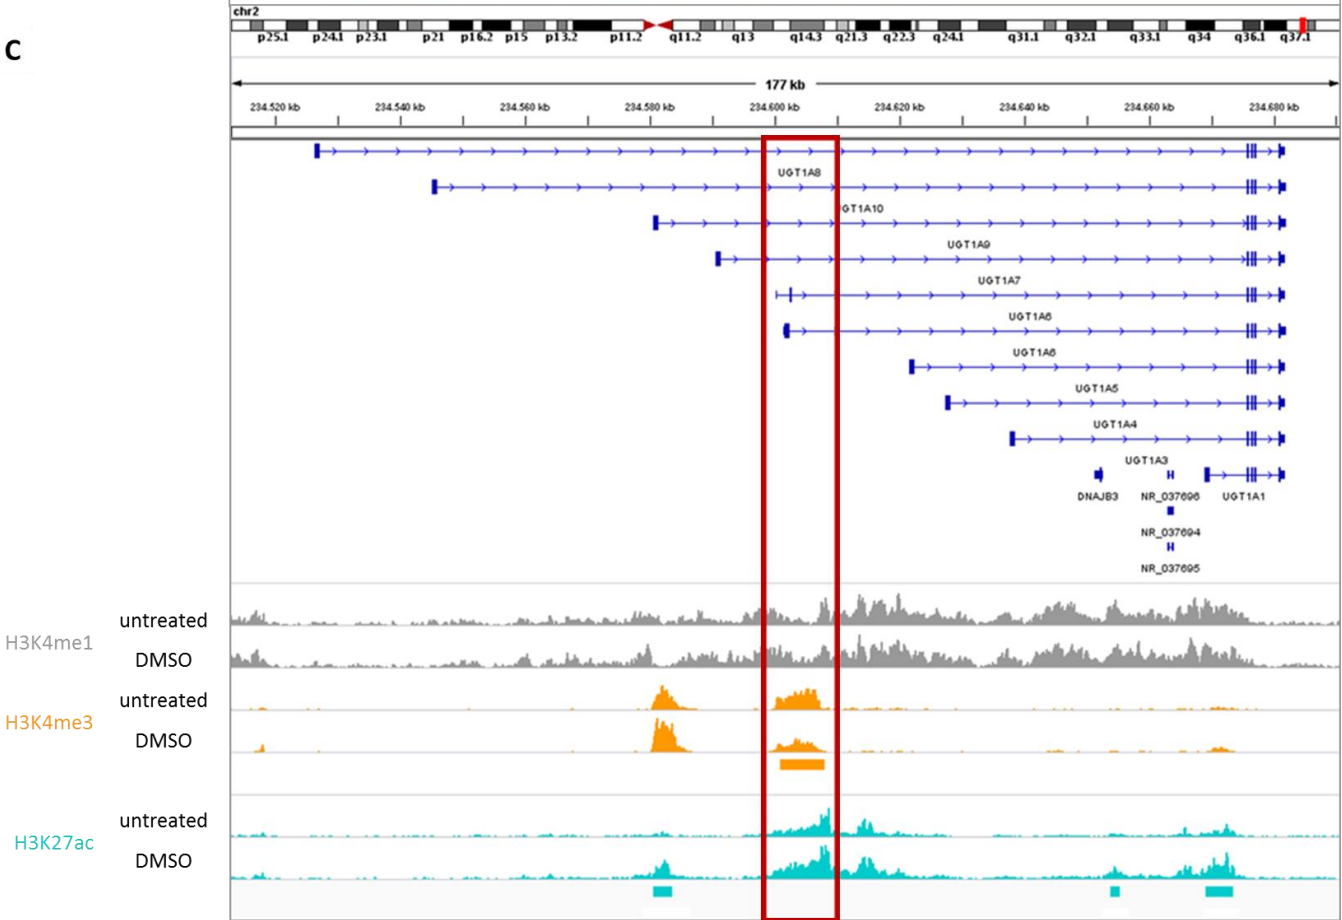 C
chr2
p25.1 p24.1 p23.1 p21 p16.2 p15 p13.2 p11.2 q11.2 q13 q14.3 q21.3 q22.3 q24.1 q31.1 q32.1 q33.1 q34 q36.1 q37.1
177 kb
234.520 kb 234.540 kb 234.560 kb 234.580 kb 234.600 kb 234.620 kb 234.640 kb 234.660 kb 234.680 kb
UGT1A8
UGT1A10
UGT1A9
UGT1A7
UGT1A6
UGT1A6
UGT1A5
UGT1A4
UGT1A3
DNAJB3 NR_037696 UGT1A1
NR_037694
NR_037695
H3K4me1
untreated
DMSO
H3K4me3
untreated
DMSO
H3K27ac
untreated
DMSO